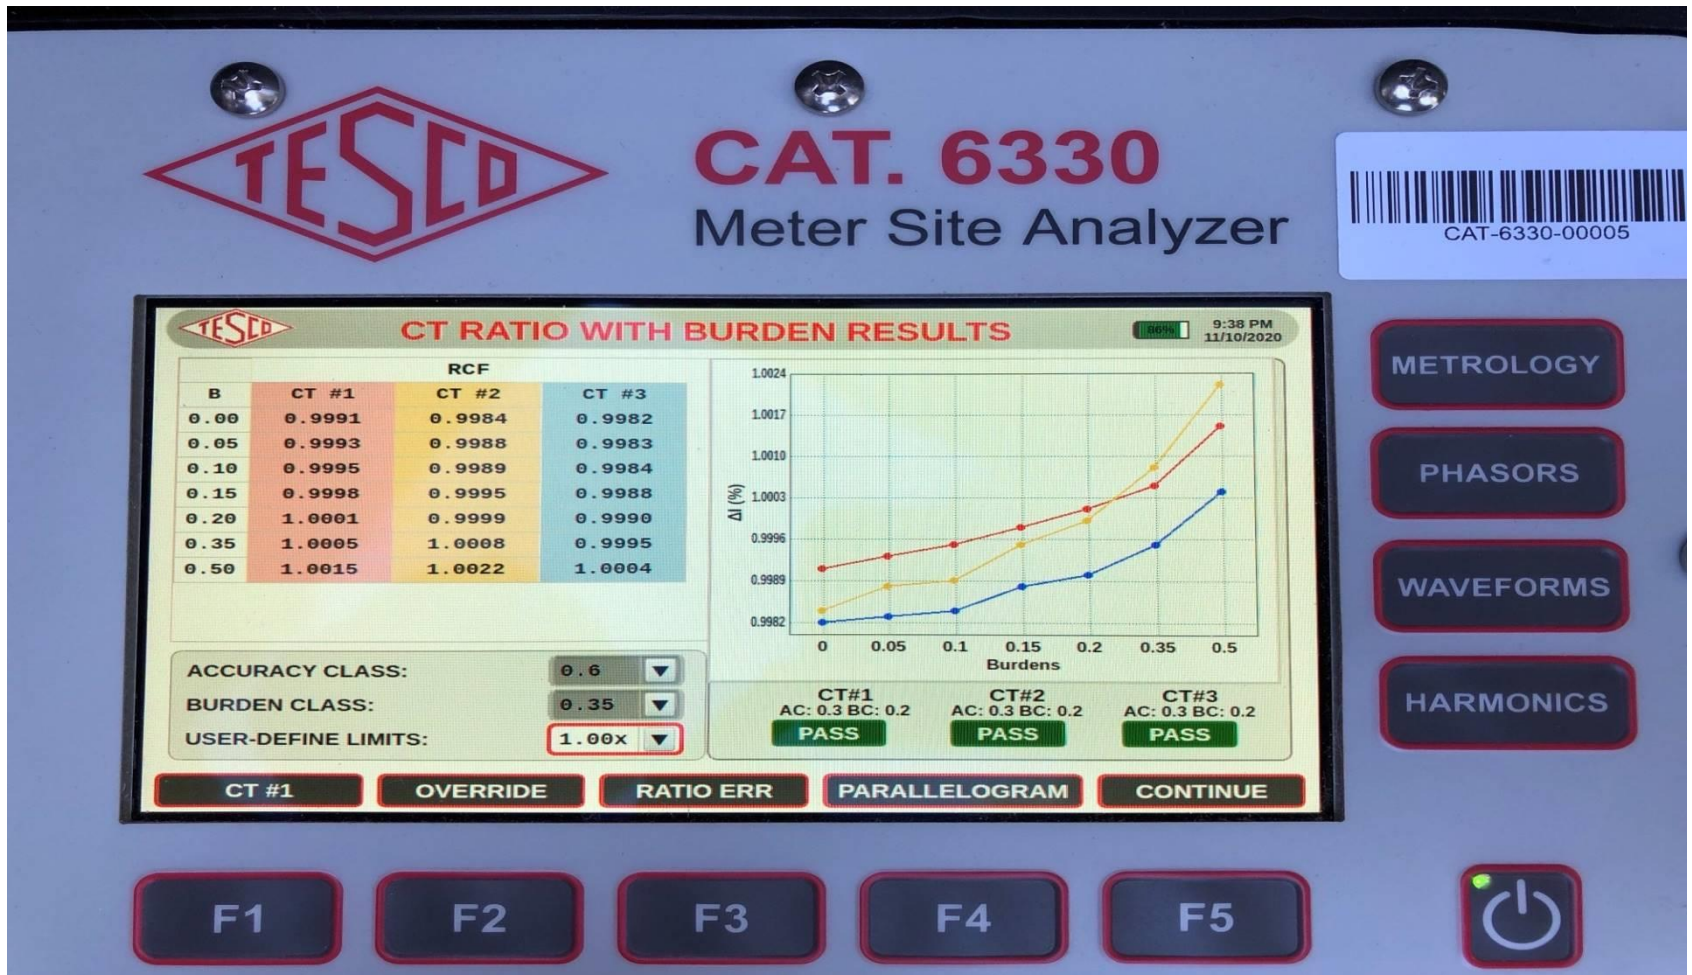 TESCO
CAT. 6330
Meter Site Analyzer
CAT-6330-00005
TESCO
CT RATIO WITH BURDEN RESULTS
86%
9:38 PM
11/10/2020
RCF
B CT #1 CT #2 CT #3
0.00 0.9991 0.9984 0.9982
0.05 0.9993 0.9988 0.9983
0.10 0.9995 0.9989 0.9984
0.15 0.9998 0.9995 0.9988
0.20 1.0001 0.9999 0.9990
0.35 1.0005 1.0008 0.9995
0.50 1.0015 1.0022 1.0004
ΔI (%)
1.0024
1.0017
1.0010
1.0003
0.9996
0.9989
0.9982
0 0.05 0.1 0.15 0.2 0.35 0.5
Burdens
ACCURACY CLASS: 0.6
BURDEN CLASS: 0.35
USER-DEFINE LIMITS: 1.00x
CT#1 CT#2 CT#3
AC: 0.3 BC: 0.2 AC: 0.3 BC: 0.2 AC: 0.3 BC: 0.2
PASS PASS PASS
CT #1 OVERRIDE RATIO ERR PARALLELOGRAM CONTINUE
METROLOGY
PHASORS
WAVEFORMS
HARMONICS
F1 F2 F3 F4 F5